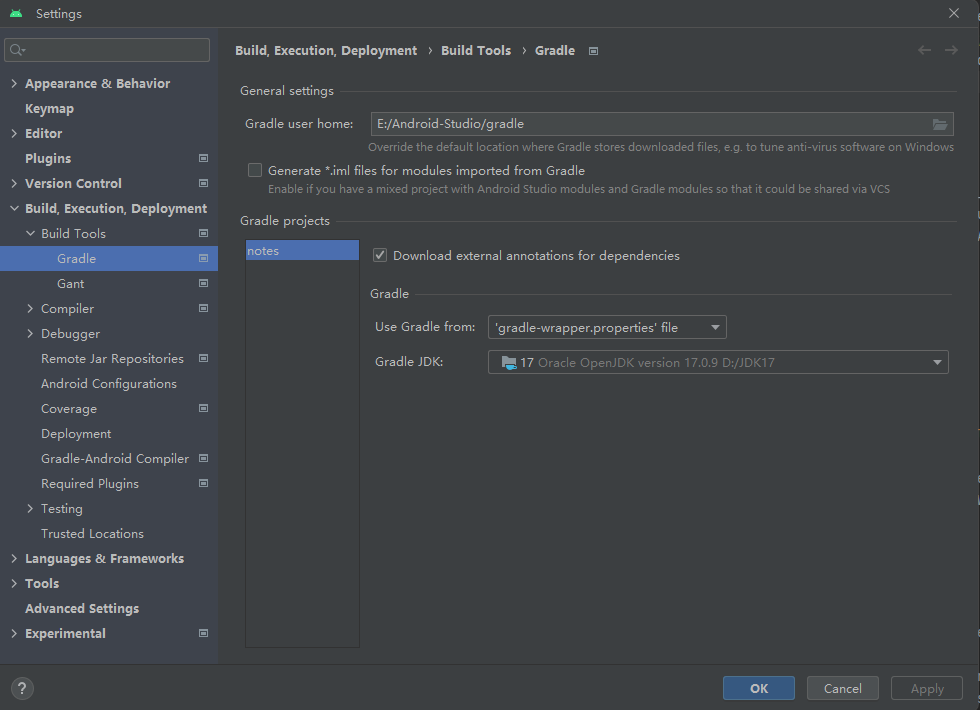 Settings
Appearance & Behavior
Keymap
Editor
Plugins
Version Control
Build, Execution, Deployment
Build Tools
Gradle
Gant
Compiler
Debugger
Remote Jar Repositories
Android Configurations
Coverage
Deployment
Gradle-Android Compiler
Required Plugins
Testing
Trusted Locations
Languages & Frameworks
Tools
Advanced Settings
Experimental
Build, Execution, Deployment › Build Tools › Gradle
General settings
Gradle user home: E:/Android-Studio/gradle
Override the default location where Gradle stores downloaded files, e.g. to tune anti-virus software on Windows
Generate *.iml files for modules imported from Gradle
Enable if you have a mixed project with Android Studio modules and Gradle modules so that it could be shared via VCS
Gradle projects
notes
Download external annotations for dependencies
Gradle
Use Gradle from: 'gradle-wrapper.properties' file
Gradle JDK: 17 Oracle OpenJDK version 17.0.9 D:/JDK17
? OK Cancel Apply